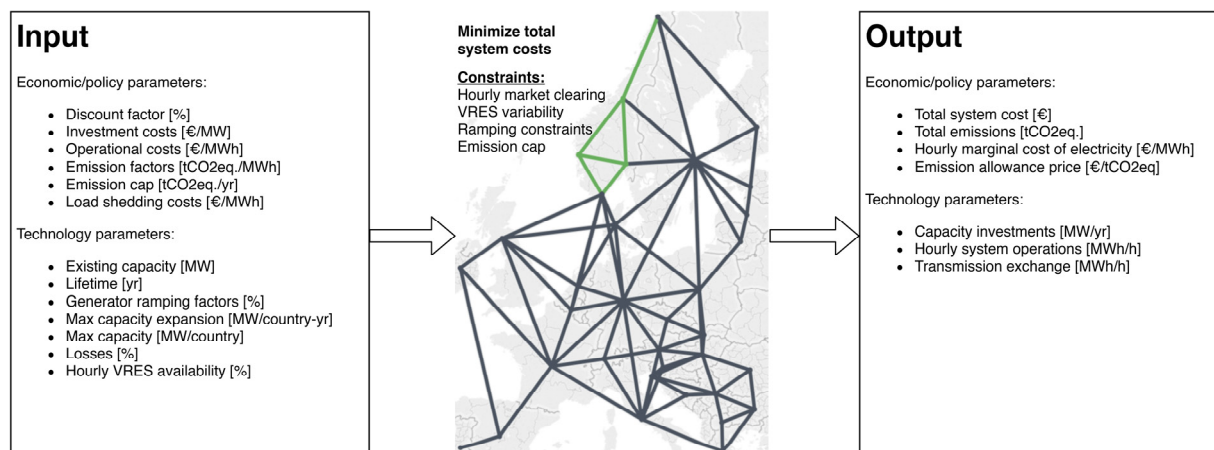 Input
Economic/policy parameters:
• Discount factor [%]
• Investment costs [€/MW]
• Operational costs [€/MWh]
• Emission factors [tCO2eq./MWh]
• Emission cap [tCO2eq./yr]
• Load shedding costs [€/MWh]
Technology parameters:
• Existing capacity [MW]
• Lifetime [yr]
• Generator ramping factors [%]
• Max capacity expansion [MW/country-yr]
• Max capacity [MW/country]
• Losses [%]
• Hourly VRES availability [%]
Minimize total
system costs
Constraints:
Hourly market clearing
VRES variability
Ramping constraints
Emission cap
Output
Economic/policy parameters:
• Total system cost [€]
• Total emissions [tCO2eq.]
• Hourly marginal cost of electricity [€/MWh]
• Emission allowance price [€/tCO2eq]
Technology parameters:
• Capacity investments [MW/yr]
• Hourly system operations [MWh/h]
• Transmission exchange [MWh/h]